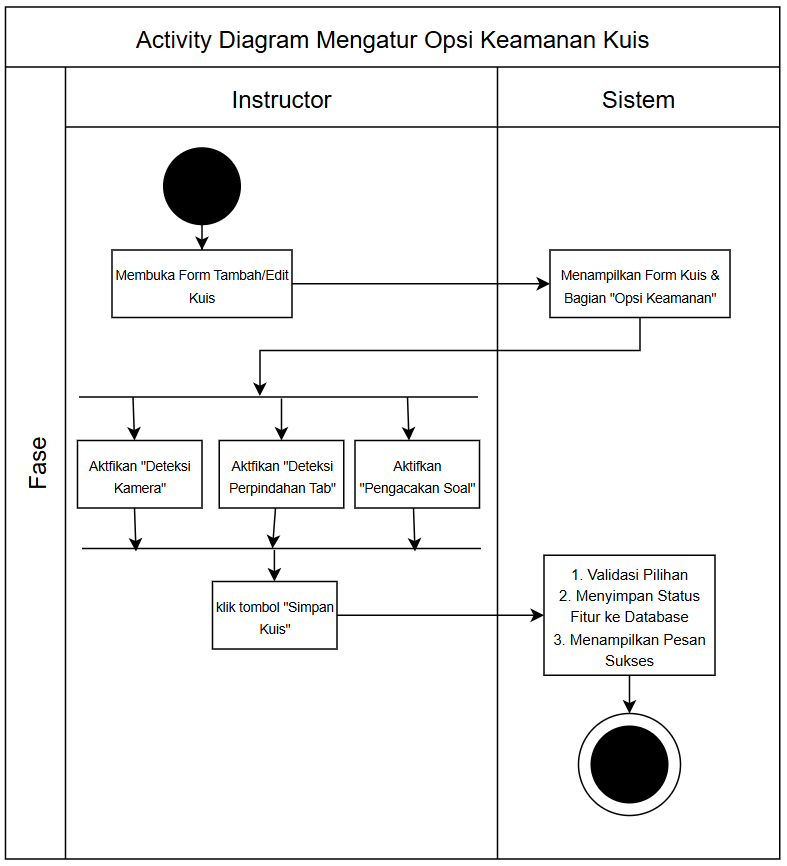 Activity Diagram Mengatur Opsi Keamanan Kuis
Instructor
Sistem
Fase
Membuka Form Tambah/Edit
Kuis
Menampilkan Form Kuis &
Bagian "Opsi Keamanan"
Aktfikan "Deteksi
Kamera"
Aktfikan "Deteksi
Perpindahan Tab"
Aktifkan
"Pengacakan Soal"
klik tombol "Simpan
Kuis"
1. Validasi Pilihan
2. Menyimpan Status
Fitur ke Database
3. Menampilkan Pesan
Sukses